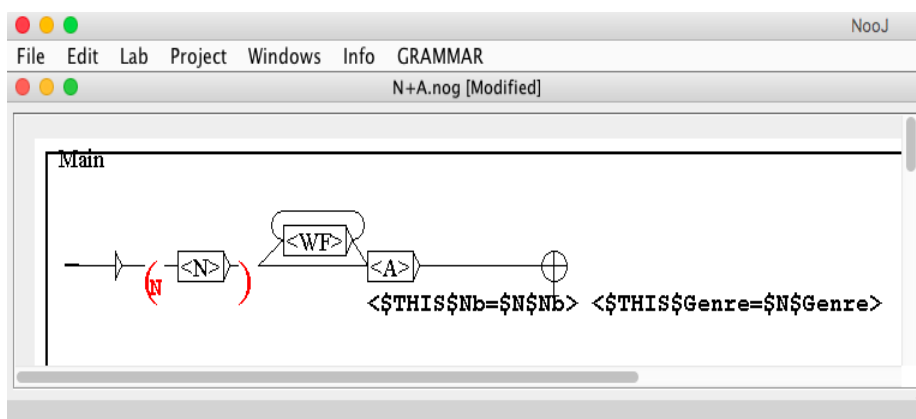 NooJ
File Edit Lab Project Windows Info GRAMMAR
N+A.nog [Modified]
Main
<WF>
( <N> ) <A>
N
<$THIS$Nb=$N$Nb> <$THIS$Genre=$N$Genre>